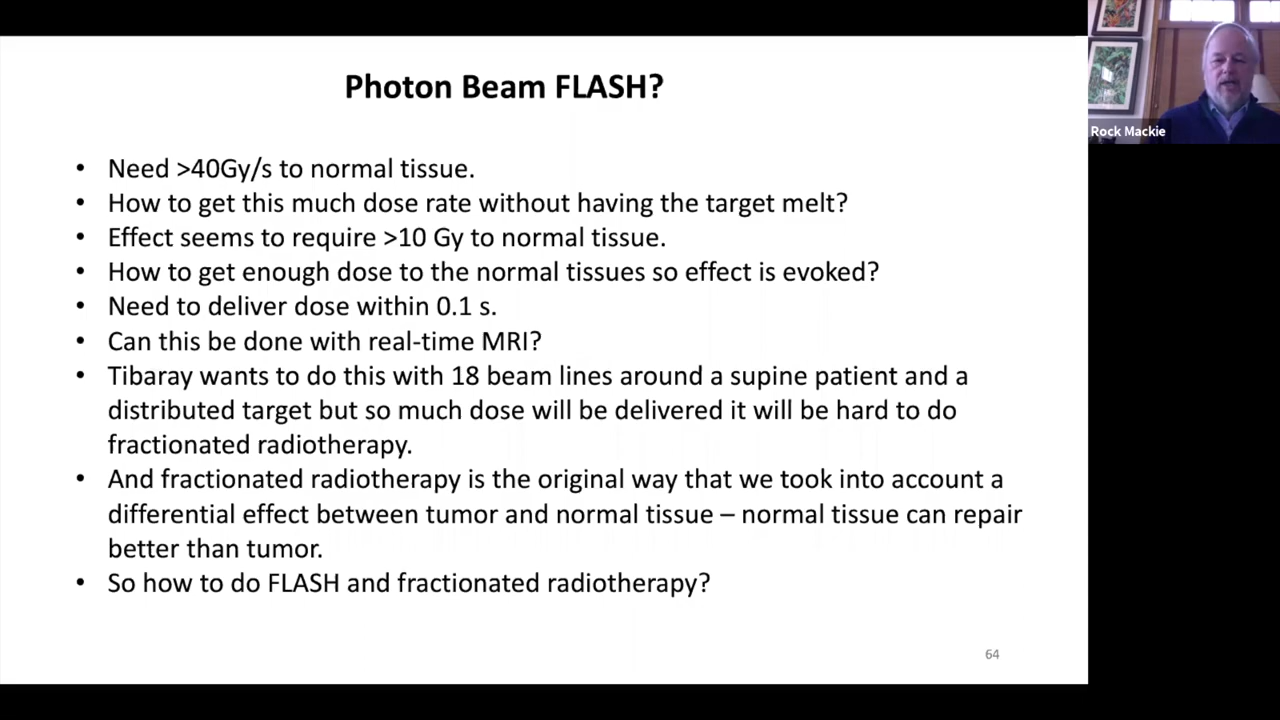 Photon Beam FLASH?
• Need >40Gy/s to normal tissue.
• How to get this much dose rate without having the target melt?
• Effect seems to require >10 Gy to normal tissue.
• How to get enough dose to the normal tissues so effect is evoked?
• Need to deliver dose within 0.1 s.
• Can this be done with real-time MRI?
• Tibaray wants to do this with 18 beam lines around a supine patient and a
distributed target but so much dose will be delivered it will be hard to do
fractionated radiotherapy.
• And fractionated radiotherapy is the original way that we took into account a
differential effect between tumor and normal tissue – normal tissue can repair
better than tumor.
• So how to do FLASH and fractionated radiotherapy?
64
Rock Mackie